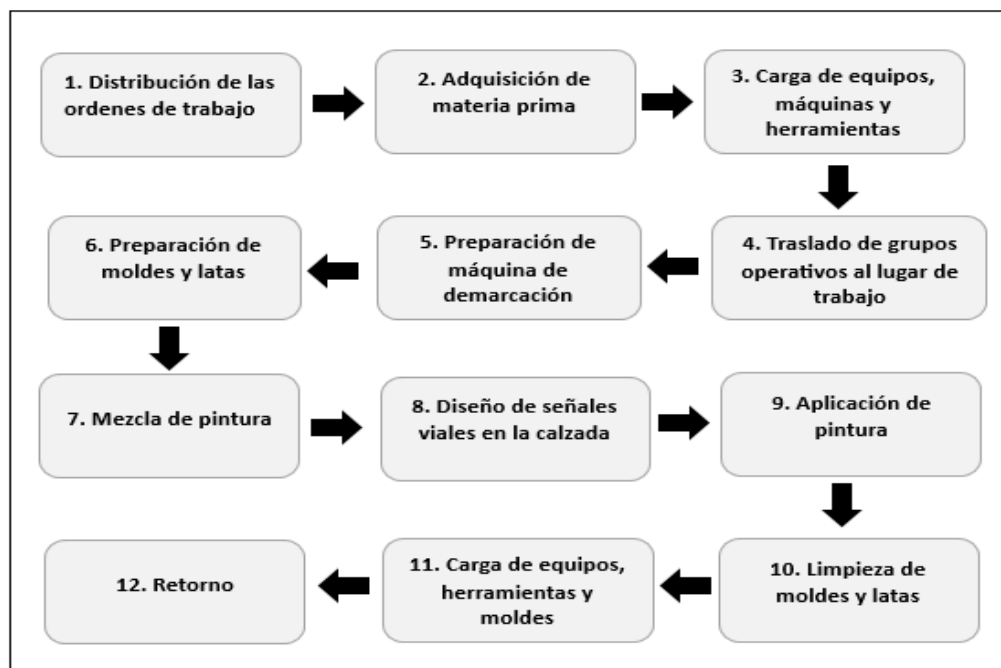 1. Distribución de las
ordenes de trabajo
2. Adquisición de
materia prima
3. Carga de equipos,
máquinas y
herramientas
4. Traslado de grupos
operativos al lugar de
trabajo
5. Preparación de
máquina de
demarcación
6. Preparación de
moldes y latas
7. Mezcla de pintura
8. Diseño de señales
viales en la calzada
9. Aplicación de
pintura
10. Limpieza de
moldes y latas
11. Carga de equipos,
herramientas y
moldes
12. Retorno